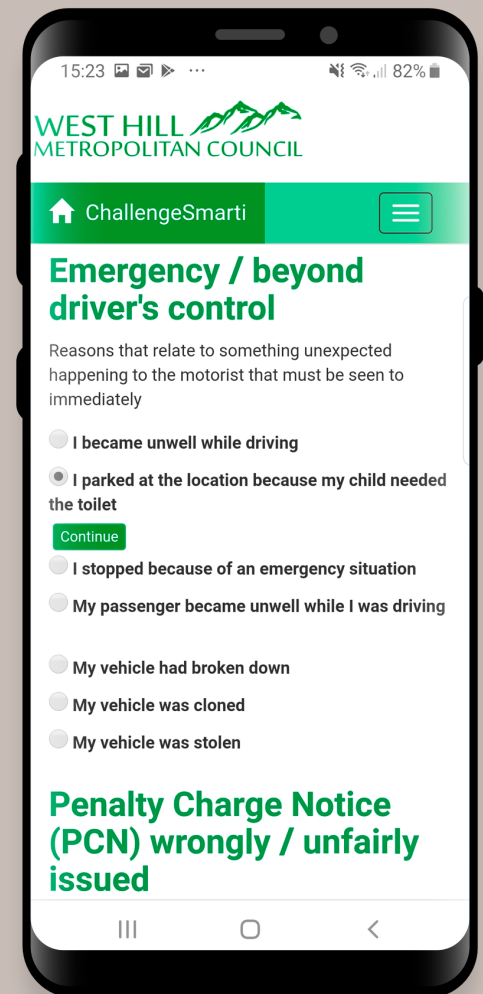 15:23 ... 82%
WEST HILL
METROPOLITAN COUNCIL
ChallengeSmarti
Emergency / beyond
driver's control
Reasons that relate to something unexpected
happening to the motorist that must be seen to
immediately
I became unwell while driving
I parked at the location because my child needed
the toilet
Continue
I stopped because of an emergency situation
My passenger became unwell while I was driving
My vehicle had broken down
My vehicle was cloned
My vehicle was stolen
Penalty Charge Notice
(PCN) wrongly / unfairly
issued